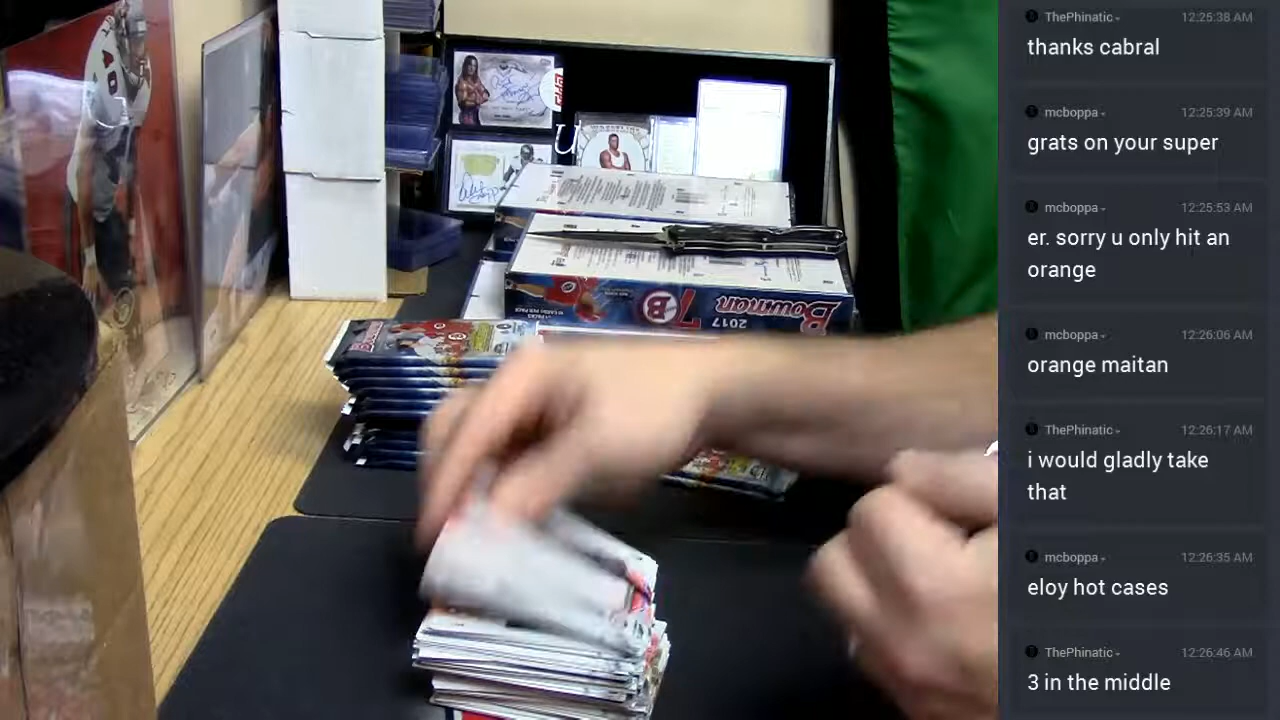 ThePhinatic 12:25:38 AM
thanks cabral
mcboppa 12:25:39 AM
grats on your super
mcboppa 12:25:53 AM
er. sorry u only hit an
orange
mcboppa 12:26:06 AM
orange maitan
ThePhinatic 12:26:17 AM
i would gladly take
that
mcboppa 12:26:35 AM
eloy hot cases
ThePhinatic 12:26:46 AM
3 in the middle
U
Bowman
2017
B
Bowman